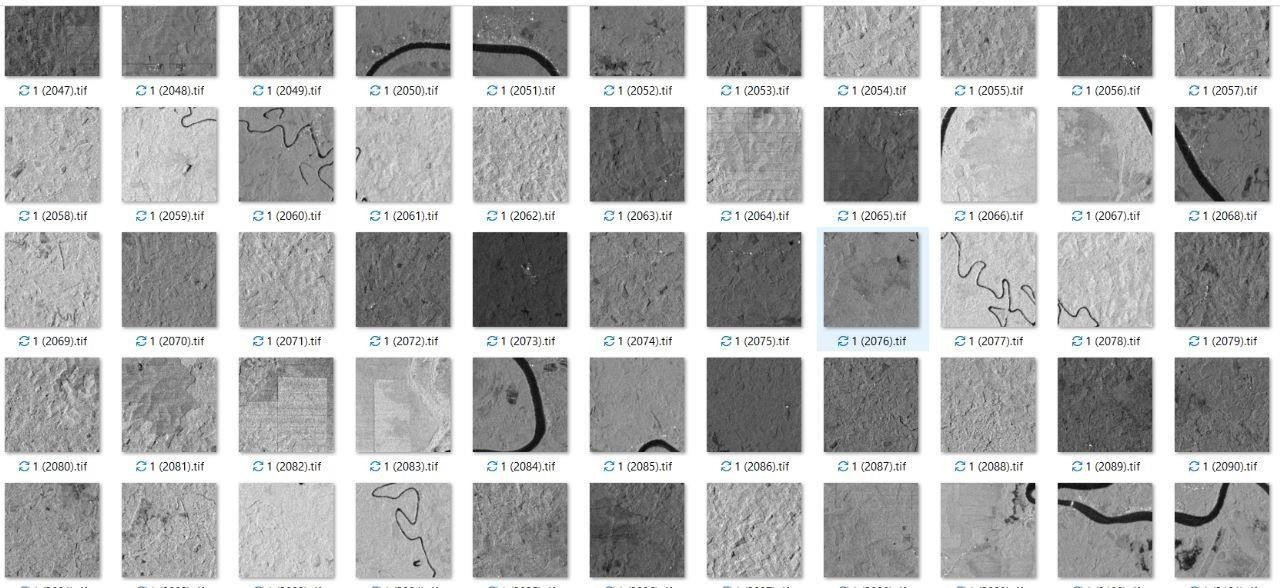 1 (2047).tif 1 (2048).tif 1 (2049).tif 1 (2050).tif 1 (2051).tif 1 (2052).tif 1 (2053).tif 1 (2054).tif 1 (2055).tif 1 (2056).tif 1 (2057).tif
1 (2058).tif 1 (2059).tif 1 (2060).tif 1 (2061).tif 1 (2062).tif 1 (2063).tif 1 (2064).tif 1 (2065).tif 1 (2066).tif 1 (2067).tif 1 (2068).tif
1 (2069).tif 1 (2070).tif 1 (2071).tif 1 (2072).tif 1 (2073).tif 1 (2074).tif 1 (2075).tif 1 (2076).tif 1 (2077).tif 1 (2078).tif 1 (2079).tif
1 (2080).tif 1 (2081).tif 1 (2082).tif 1 (2083).tif 1 (2084).tif 1 (2085).tif 1 (2086).tif 1 (2087).tif 1 (2088).tif 1 (2089).tif 1 (2090).tif